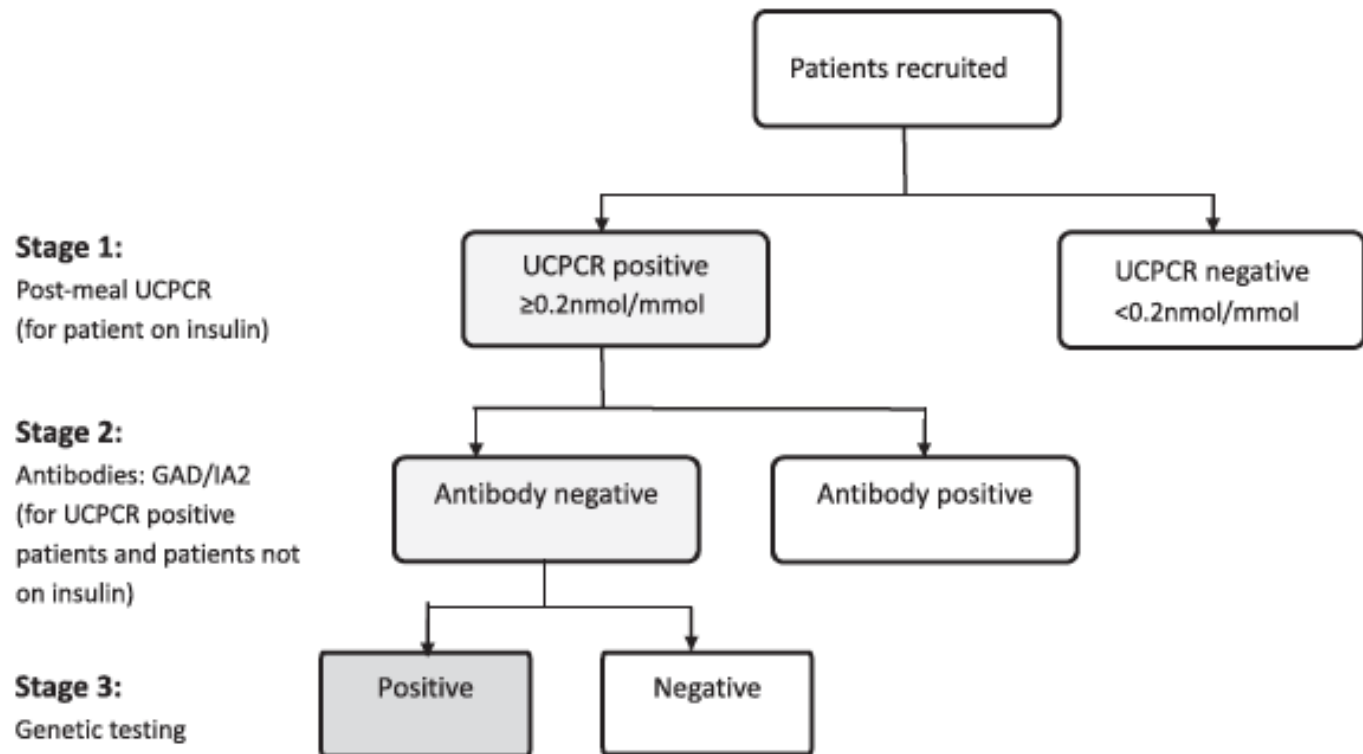 Patients recruited
Stage 1:
Post-meal UCPCR
(for patient on insulin)
UCPCR positive
≥0.2nmol/mmol
UCPCR negative
<0.2nmol/mmol
Stage 2:
Antibodies: GAD/IA2
(for UCPCR positive
patients and patients not
on insulin)
Antibody negative
Antibody positive
Stage 3:
Genetic testing
Positive
Negative